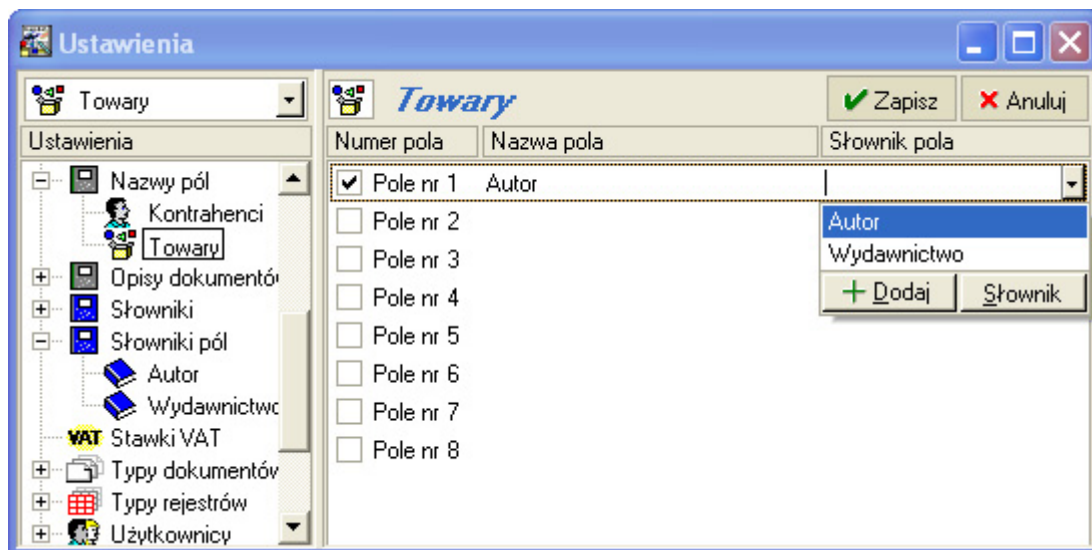 Ustawienia
Towary
Towary
Zapisz
Anuluj
Ustawienia
Numer pola
Nazwa pola
Słownik pola
Nazwy pól
Kontrahenci
Towary
Opisy dokumentó
Słowniki
Słowniki pól
Autor
Wydawnictwo
VAT Stawki VAT
Typy dokumentów
Typy rejestrów
Użytkownicy
Pole nr 1 Autor
Pole nr 2
Pole nr 3
Pole nr 4
Pole nr 5
Pole nr 6
Pole nr 7
Pole nr 8
Autor
Wydawnictwo
Dodaj
Słownik